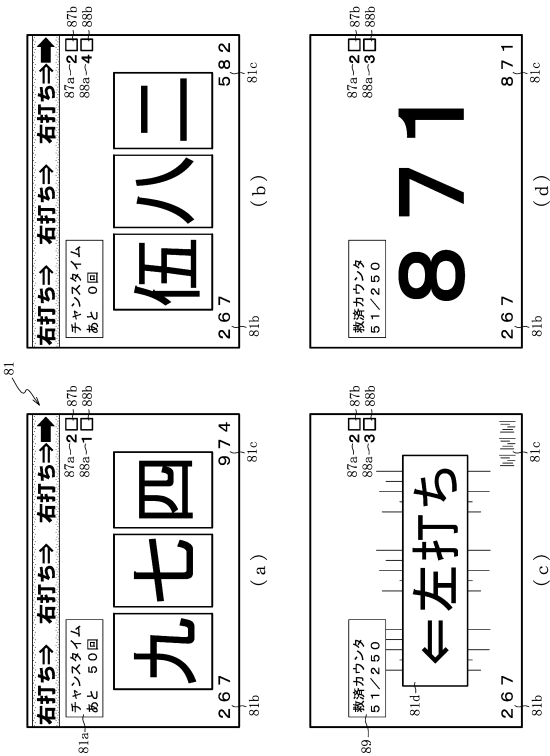 81
右打ち⇒ 右打ち⇒ 右打ち⇒
チャンスタイム
あと 50回
81a
87a 2 87b
88a 1 88b
九 七 四
267 974
81b 81c
(a)
右打ち⇒ 右打ち⇒ 右打ち⇒
チャンスタイム
あと 0回
87a 2 87b
88a 4 88b
伍 八 二
267 582
81b 81c
(b)
救済カウンタ
51/250
89
87a 2 87b
88a 3 88b
⇐左打ち
81d
267
81b 81c
(c)
救済カウンタ
51/250
87a 2 87b
88a 3 88b
8 7 1
267 871
81b 81c
(d)